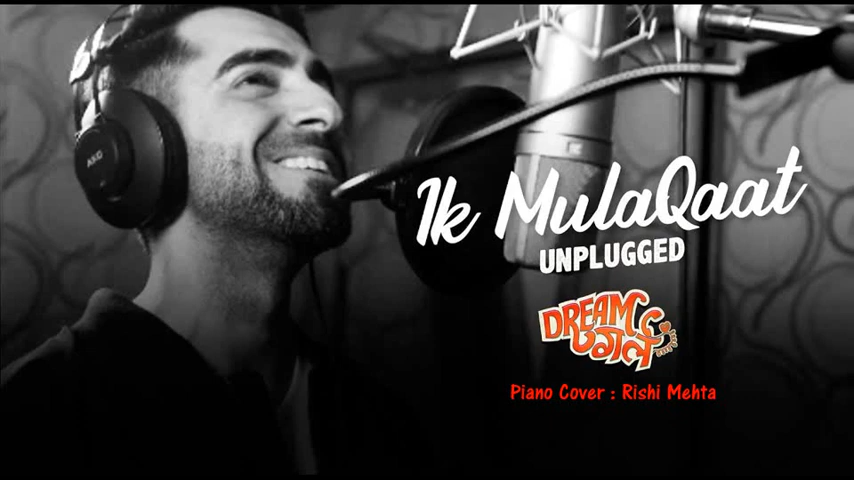 AKG
Ik MulaQaat
UNPLUGGED
DREAM
गर्ल
Piano Cover : Rishi Mehta